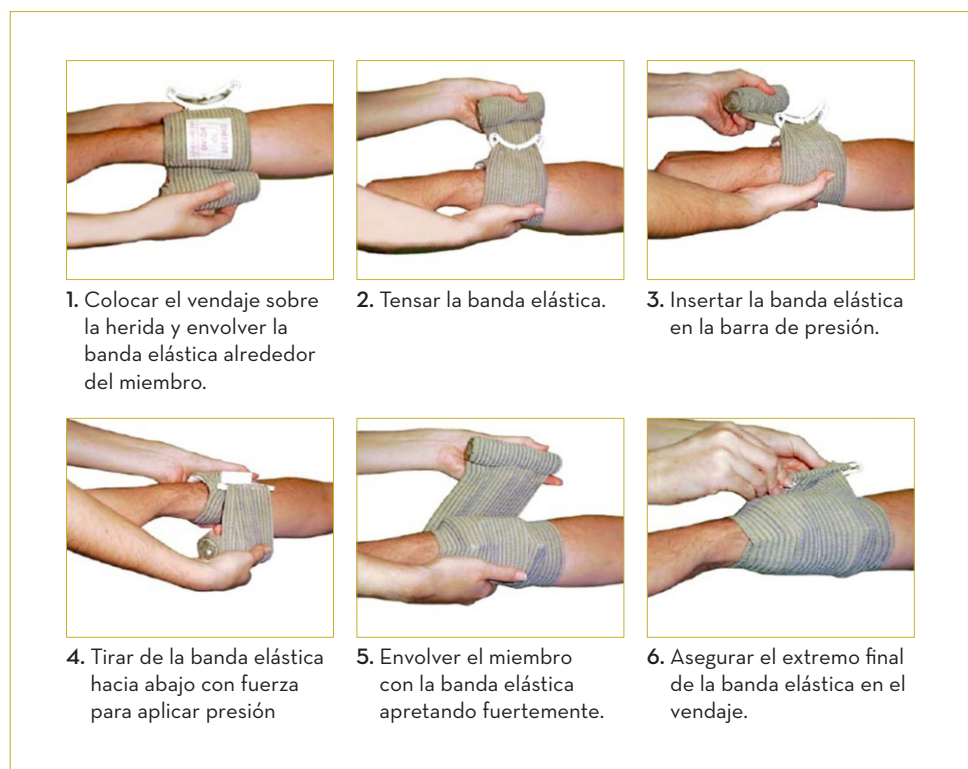 1. Colocar el vendaje sobre
la herida y envolver la
banda elástica alrededor
del miembro.
2. Tensar la banda elástica.
3. Insertar la banda elástica
en la barra de presión.
4. Tirar de la banda elástica
hacia abajo con fuerza
para aplicar presión
5. Envolver el miembro
con la banda elástica
apretando fuertemente.
6. Asegurar el extremo final
de la banda elástica en el
vendaje.